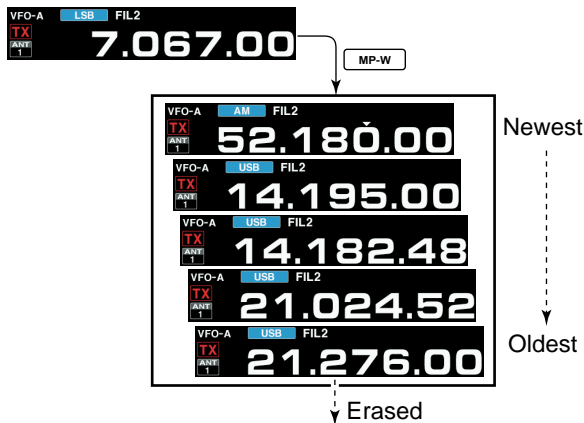 VFO-A LSB FIL2
TX 7.067.00
ANT
1
MP-W
VFO-A AM FIL2
TX 52.180.00
ANT
1
Newest
VFO-A USB FIL2
TX 14.195.00
ANT
1
VFO-A USB FIL2
TX 14.182.48
ANT
1
VFO-A USB FIL2
TX 21.024.52
ANT
1
Oldest
VFO-A USB FIL2
TX 21.276.00
ANT
1
Erased